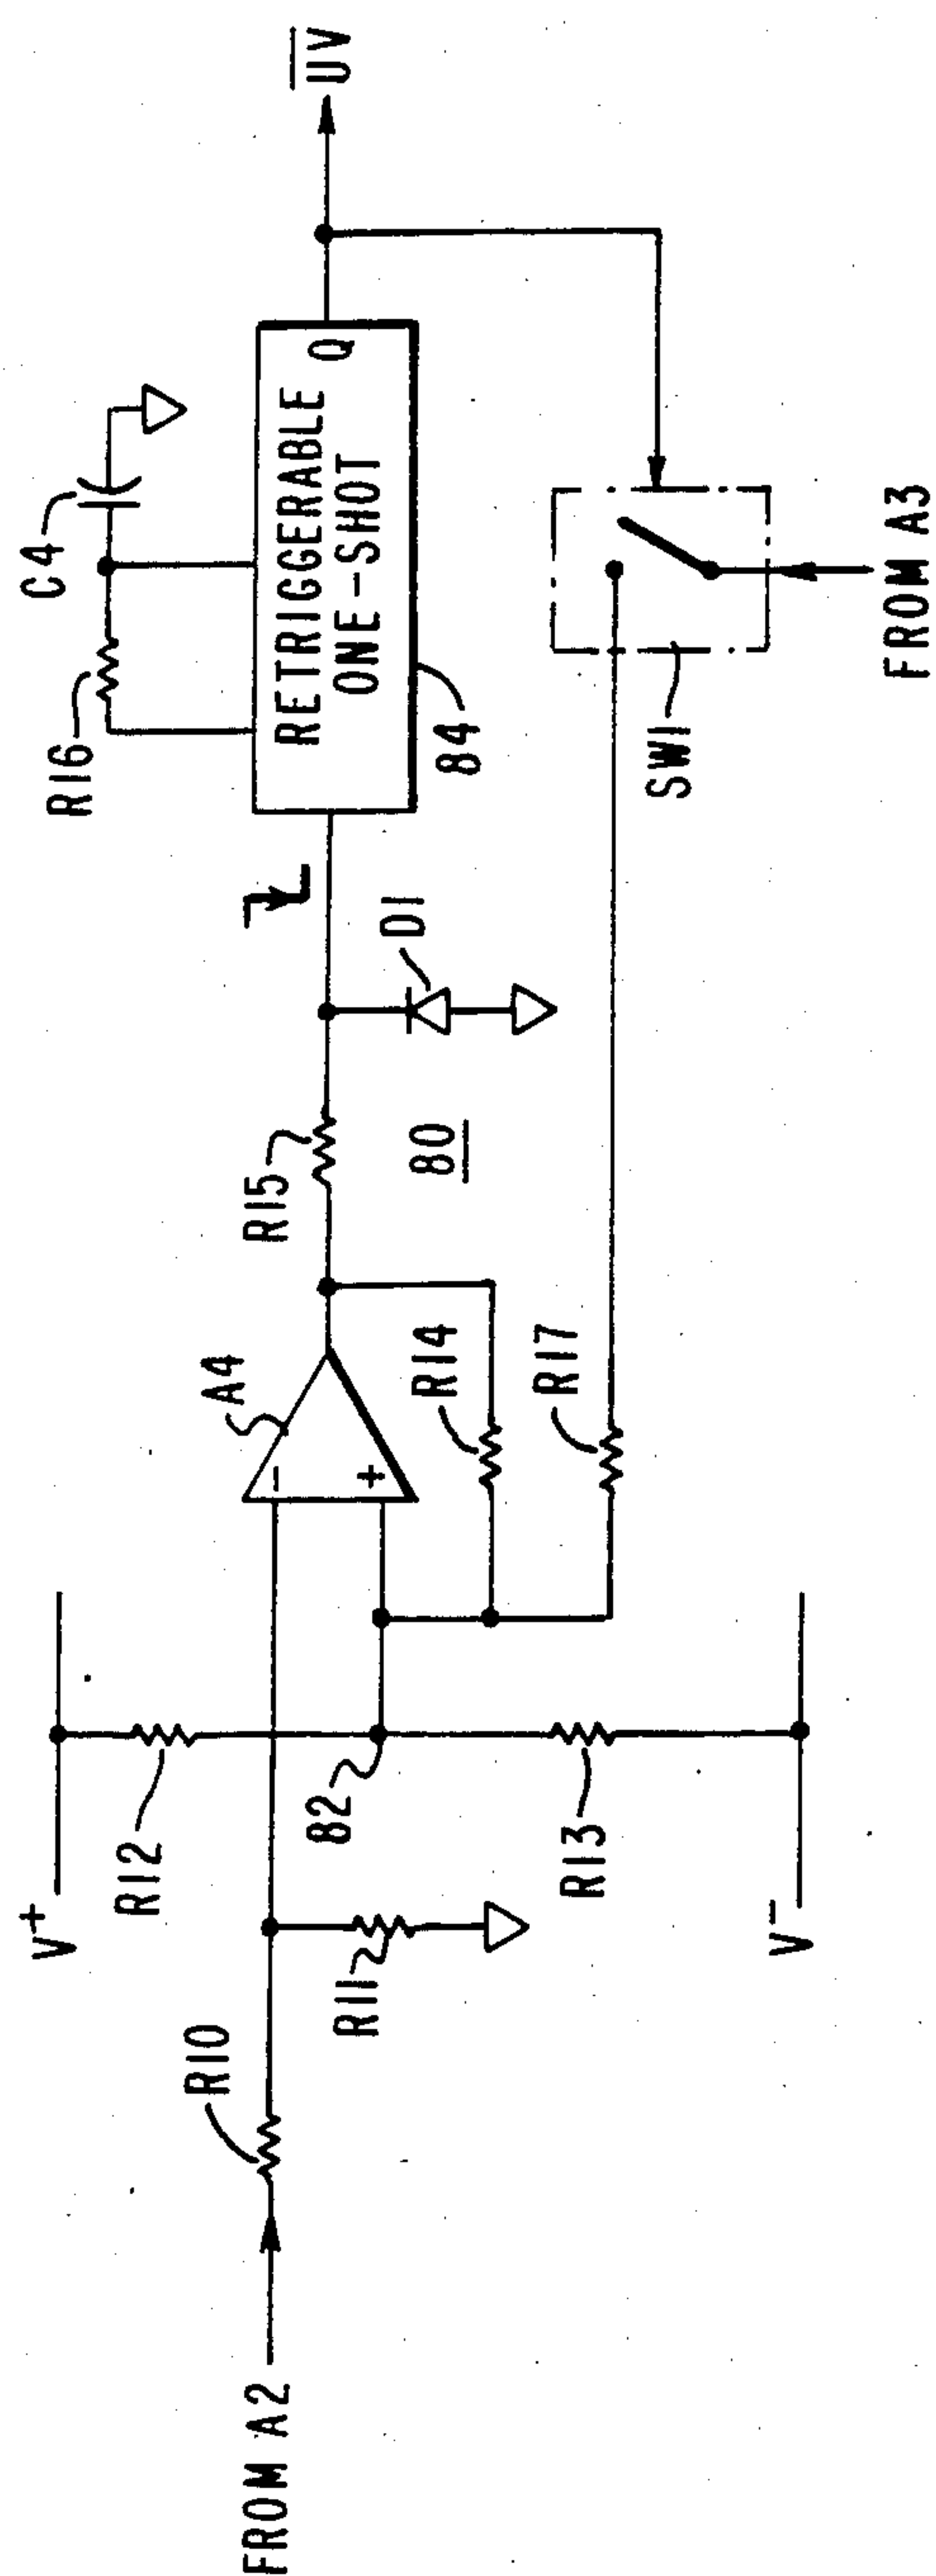 FROM A2
R10
R11
V+
R12
82
R13
V-
A4
-
+
R14
R17
R15
80
D1
R16
C4
RETRIGGERABLE
ONE-SHOT
Q
84
SW1
FROM A3
UV